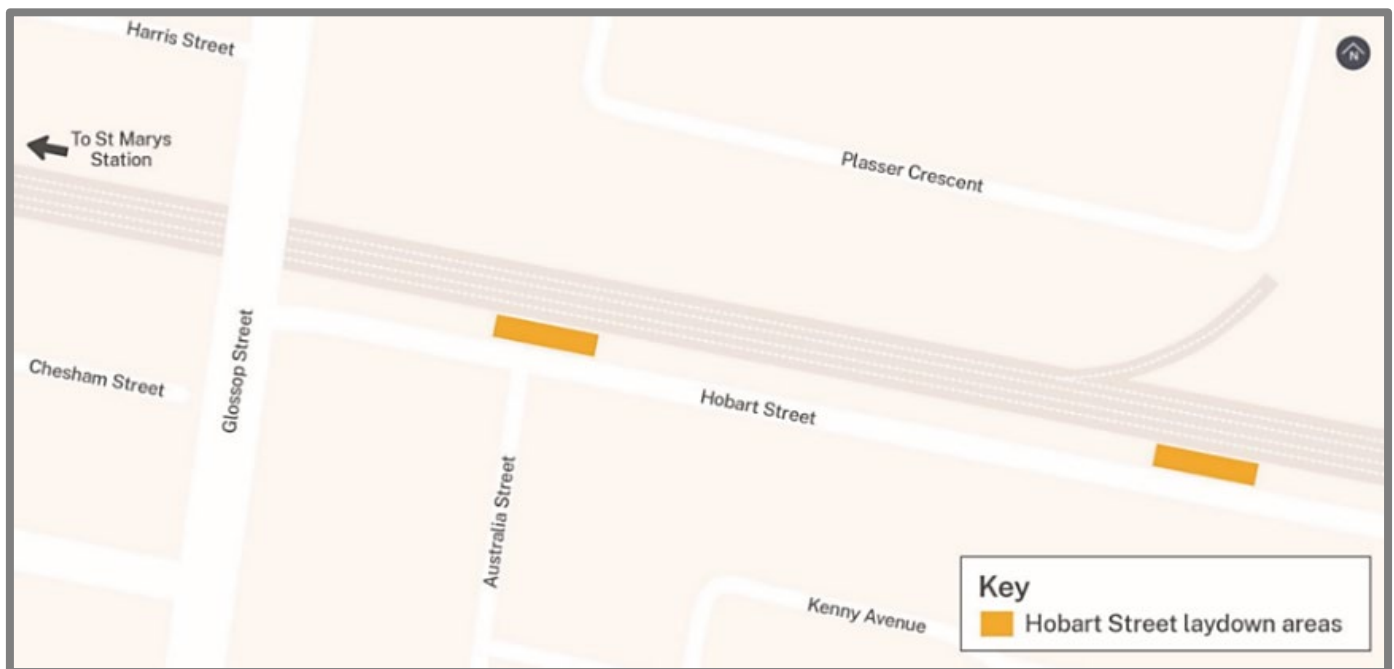 Harris Street
N
To St Marys
Station
Plasser Crescent
Glossop Street
Chesham Street
Hobart Street
Australia Street
Kenny Avenue
Key
Hobart Street laydown areas